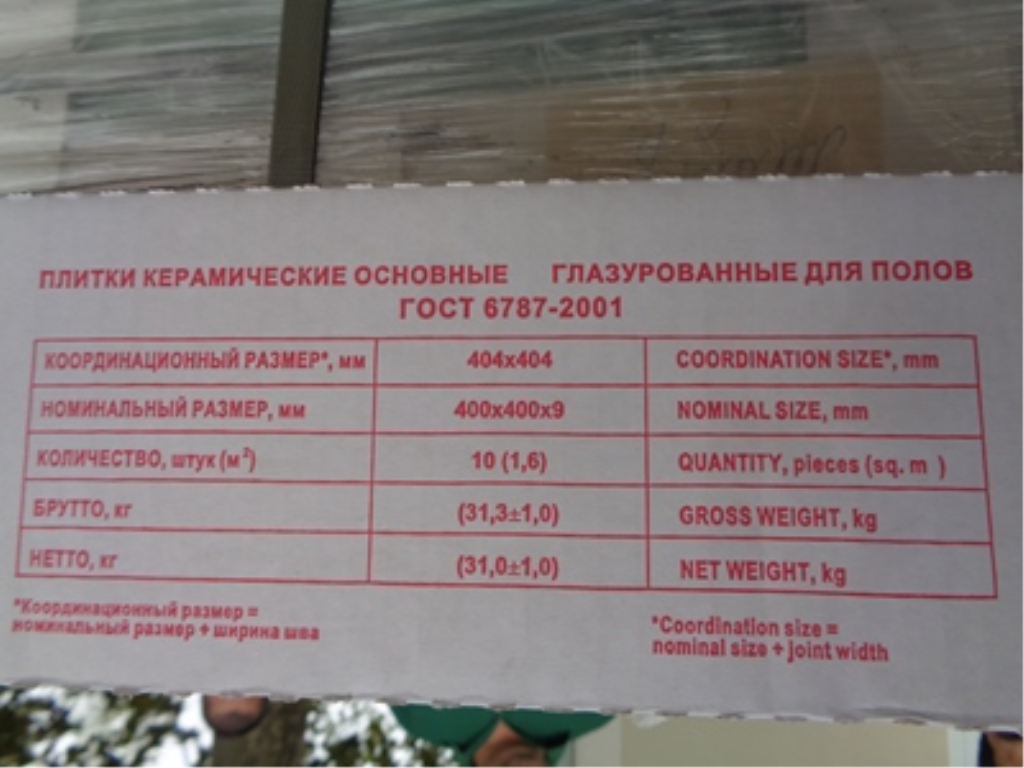 ПЛИТКИ КЕРАМИЧЕСКИЕ ОСНОВНЫЕ ГЛАЗУРОВАННЫЕ ДЛЯ ПОЛОВ
ГОСТ 6787-2001
КООРДИНАЦИОННЫЙ РАЗМЕР*, мм 404x404 COORDINATION SIZE*, mm
НОМИНАЛЬНЫЙ РАЗМЕР, мм 400x400x9 NOMINAL SIZE, mm
КОЛИЧЕСТВО, штук (м²) 10 (1,6) QUANTITY, pieces (sq. m )
БРУТТО, кг (31,3±1,0) GROSS WEIGHT, kg
НЕТТО, кг (31,0±1,0) NET WEIGHT, kg
*Координационный размер =
номинальный размер + ширина шва
*Coordination size =
nominal size + joint width